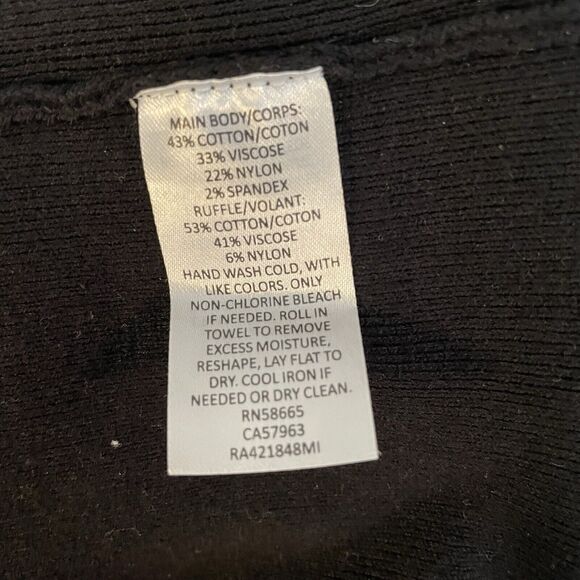 MAIN BODY/CORPS:
43% COTTON/COTON
33% VISCOSE
22% NYLON
2% SPANDEX
RUFFLE/VOLANT:
53% COTTON/COTON
41% VISCOSE
6% NYLON
HAND WASH COLD, WITH
LIKE COLORS. ONLY
NON-CHLORINE BLEACH
IF NEEDED. ROLL IN
TOWEL TO REMOVE
EXCESS MOISTURE,
RESHAPE, LAY FLAT TO
DRY. COOL IRON IF
NEEDED OR DRY CLEAN.
RN58665
CA57963
RA421848MI